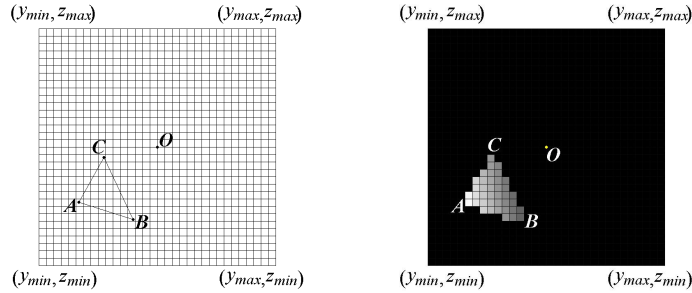 (ymin, zmax)
(ymax,zmax)
C
O
A
B
(ymin, zmin)
(ymax,zmin)
(ymin, zmax)
(ymax,zmax)
C
O
A
B
(ymin, zmin)
(ymax,zmin)